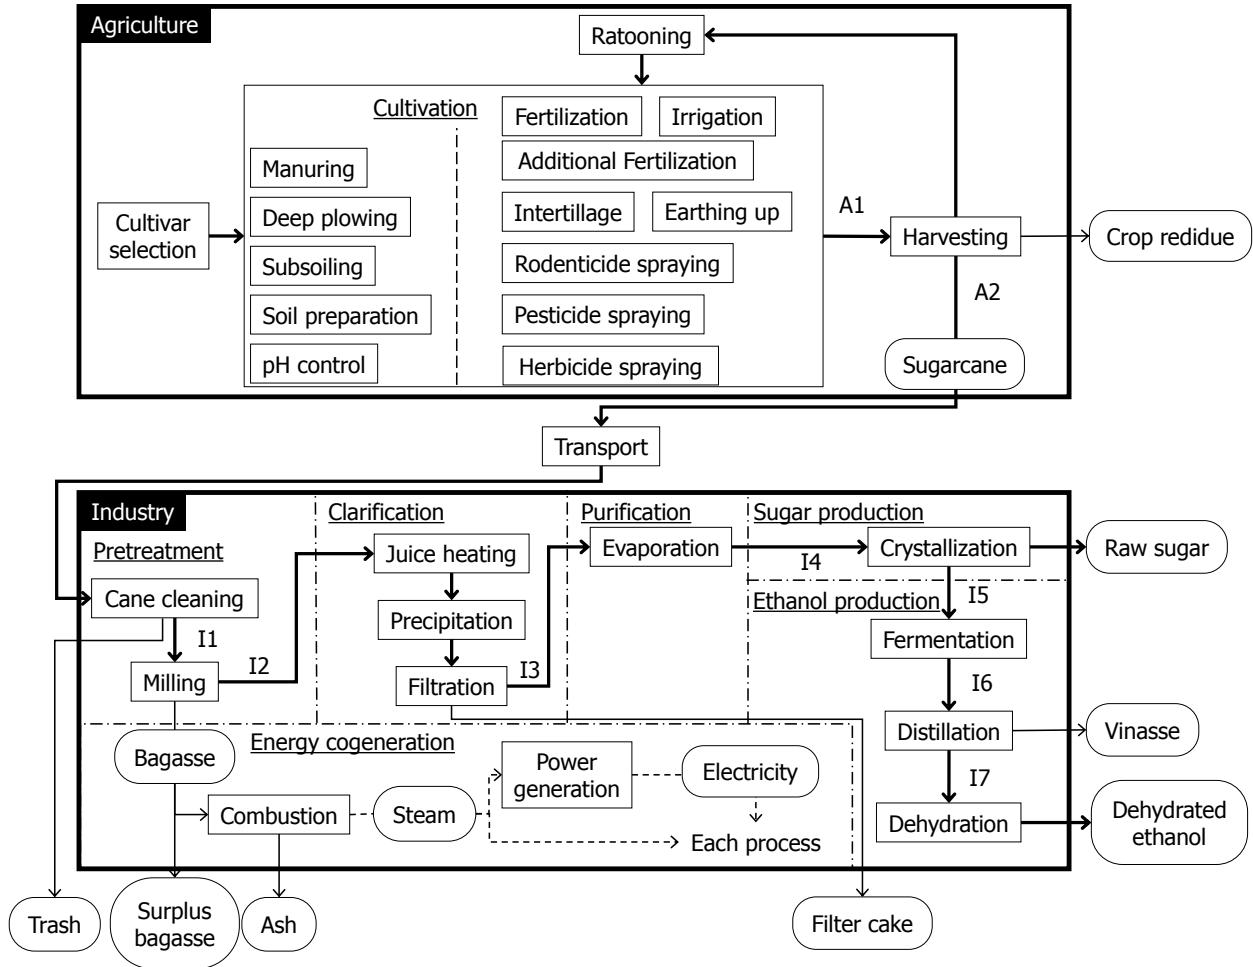 Agriculture
Ratooning
Cultivation
Fertilization
Irrigation
Additional Fertilization
Manuring
Cultivar
selection
Deep plowing
Intertillage
Earthing up
A1
Harvesting
Crop redidue
Subsoiling
Rodenticide spraying
A2
Soil preparation
Pesticide spraying
pH control
Herbicide spraying
Sugarcane
Transport
Industry
Pretreatment
Clarification
Purification
Sugar production
Juice heating
Evaporation
I4
Crystallization
Raw sugar
Cane cleaning
Precipitation
Ethanol production
I5
I1
Fermentation
Milling
I2
Filtration
I3
I6
Energy cogeneration
Distillation
Vinasse
Bagasse
Power
generation
Electricity
I7
Combustion
Steam
Each process
Dehydration
Dehydrated
ethanol
Trash
Surplus
bagasse
Ash
Filter cake